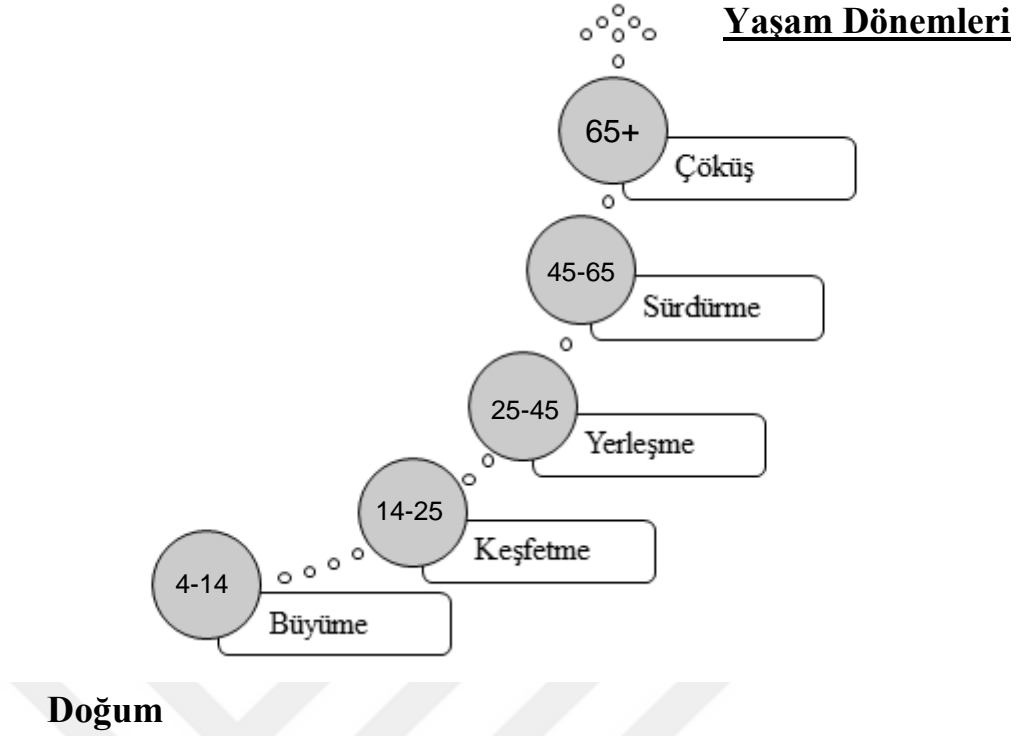 Yaşam Dönemleri
65+
Çöküş
45-65
Sürdürme
25-45
Yerleşme
14-25
Keşfetme
4-14
Büyüme
Doğum